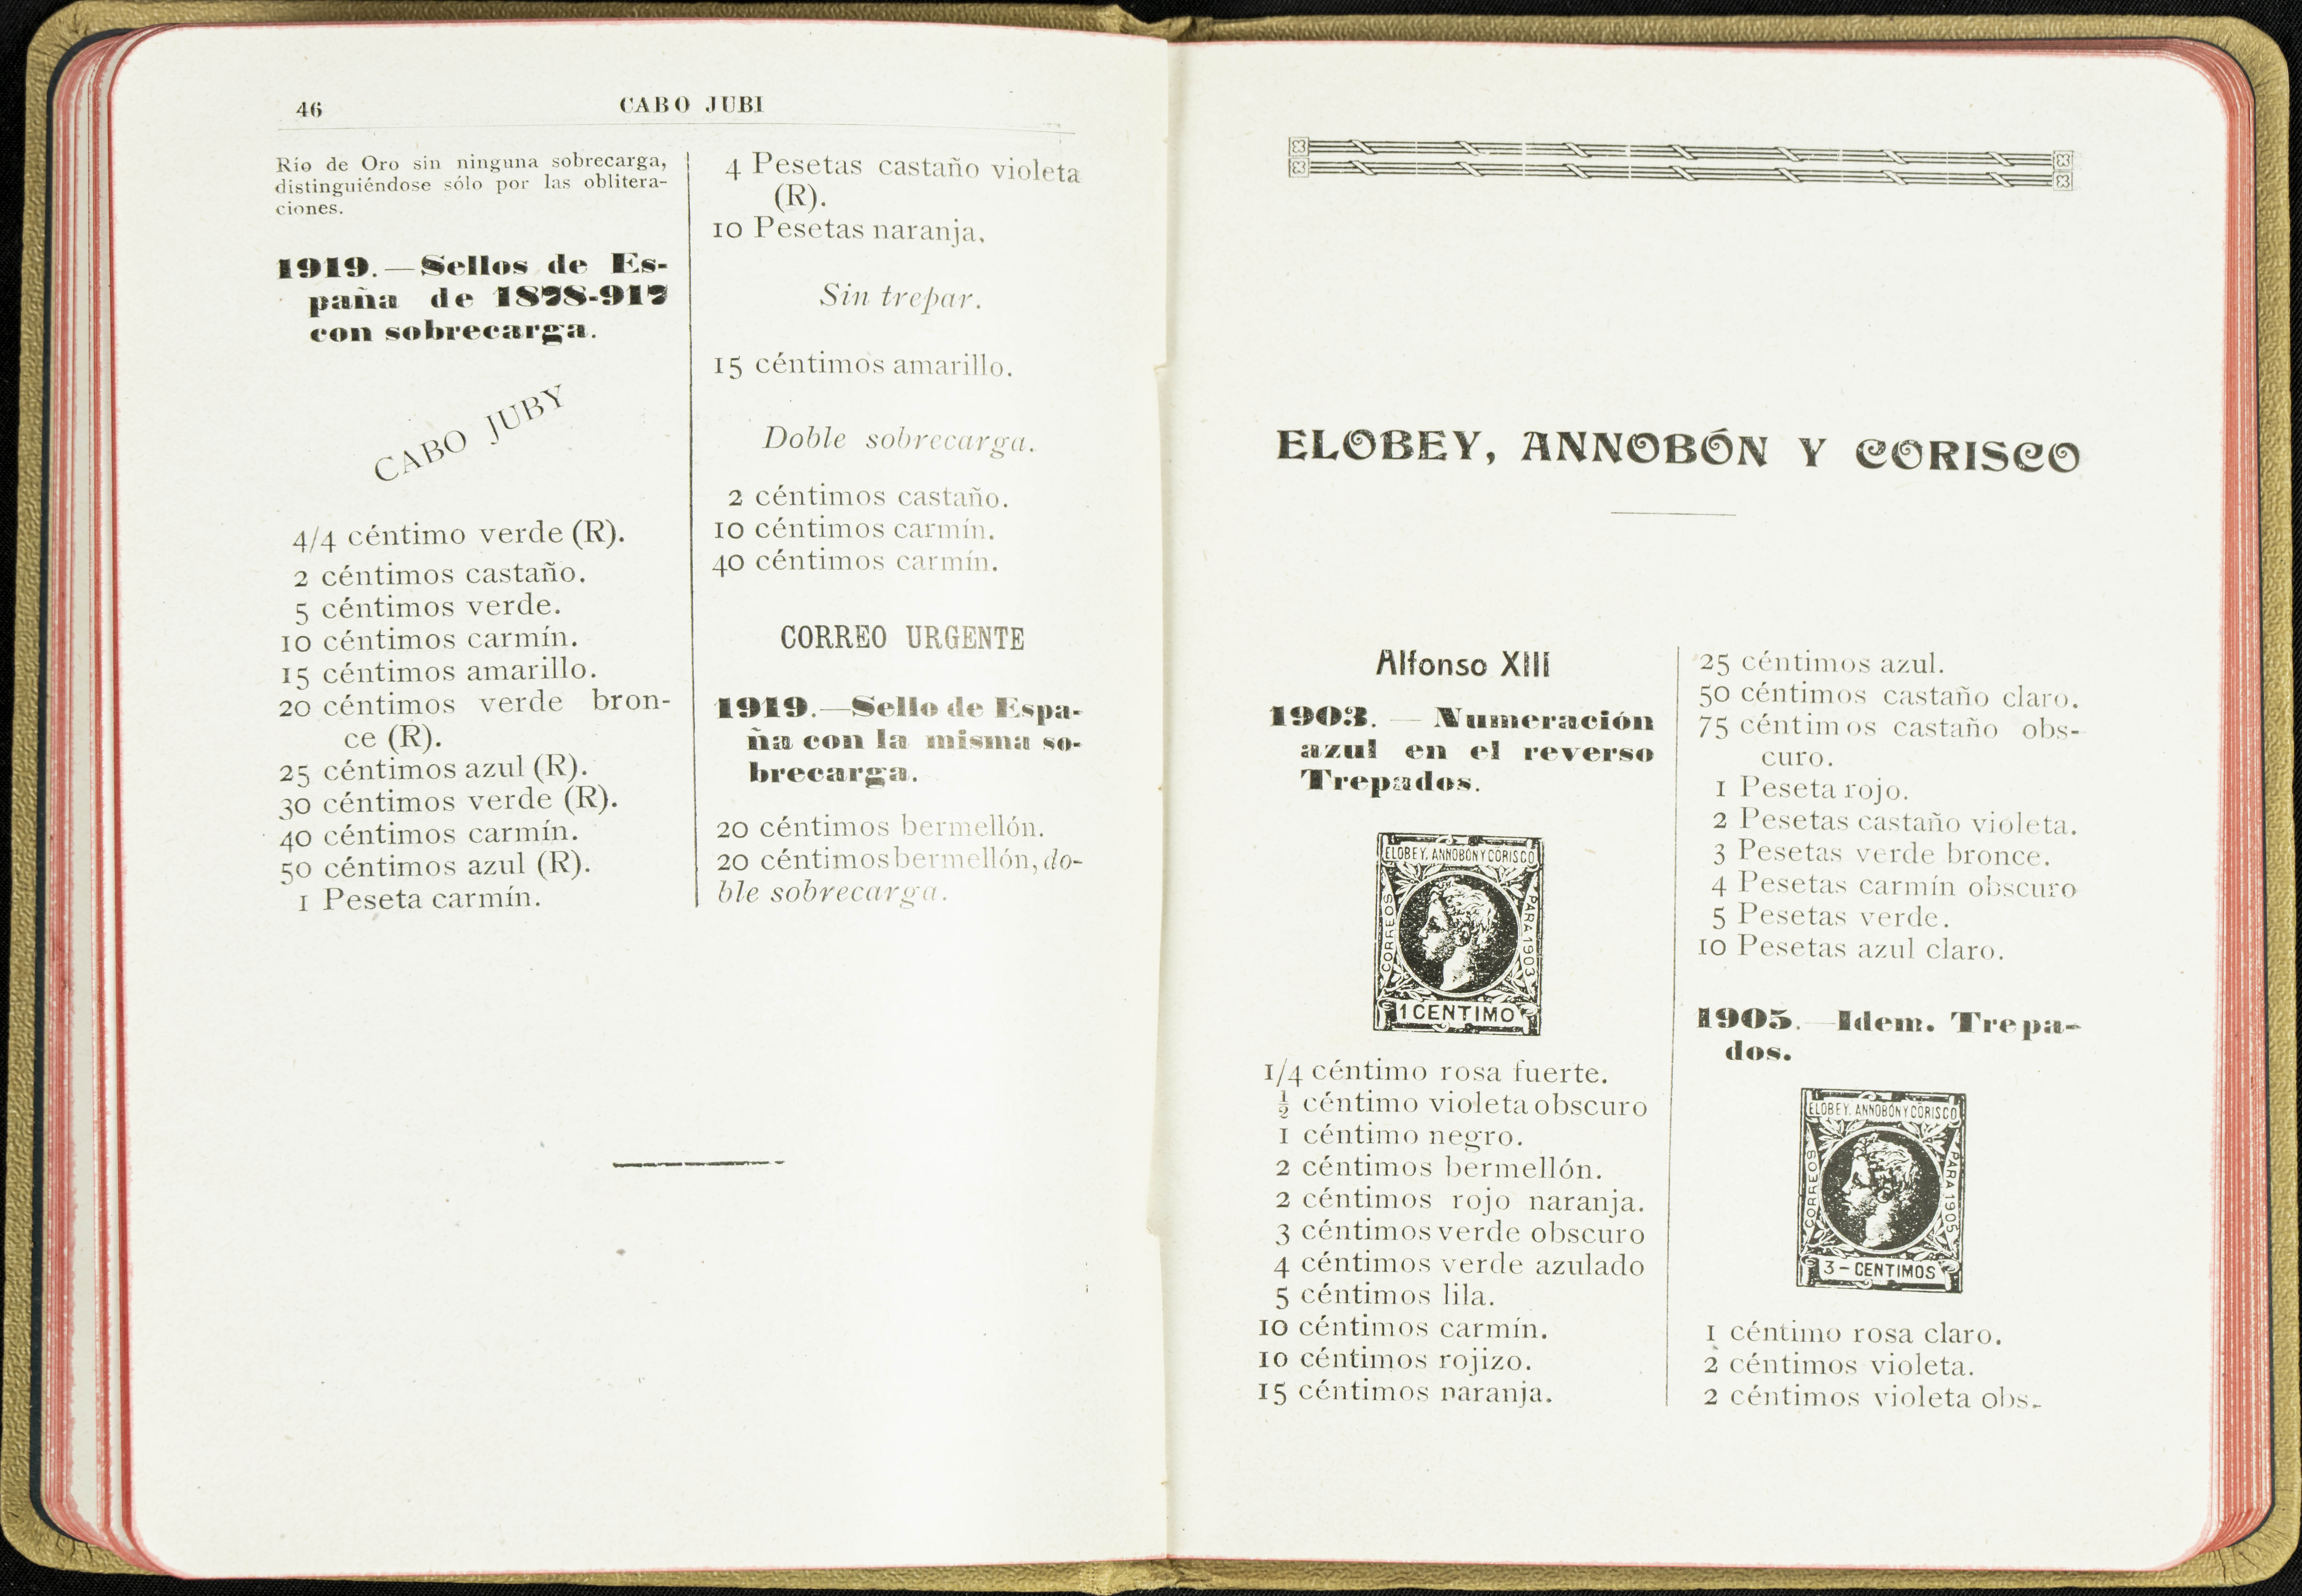 46
CABO JUBI
Río de Oro sin ninguna sobrecarga,
distinguiéndose sólo por las oblitera-
ciones.
1919.—Sellos de Es-
paña de 1878-917
con sobrecarga.
CABO JUBY
4/4 céntimo verde (R).
2 céntimos castaño.
5 céntimos verde.
10 céntimos carmín.
15 céntimos amarillo.
20 céntimos verde bron-
ce (R).
25 céntimos azul (R).
30 céntimos verde (R).
40 céntimos carmín.
50 céntimos azul (R).
1 Peseta carmín.
4 Pesetas castaño violeta
(R).
10 Pesetas naranja.
Sin trepar.
15 céntimos amarillo.
Doble sobrecarga.
2 céntimos castaño.
10 céntimos carmín.
40 céntimos carmín.
CORREO URGENTE
1919.—Sello de Espa-
ña con la misma so-
brecarga.
20 céntimos bermellón.
20 céntimos bermellón, do-
ble sobrecarga.
ELOBEY, ANNOBÓN Y CORISCO
Alfonso XIII
1903. — Numeración
azul en el reverso
Trepados.
ELOBEY, ANNOBÓN Y CORISCO
CORREOS
PARA 1903
1 CENTIMO
1/4 céntimo rosa fuerte.
½ céntimo violeta obscuro
1 céntimo negro.
2 céntimos bermellón.
2 céntimos rojo naranja.
3 céntimos verde obscuro
4 céntimos verde azulado
5 céntimos lila.
10 céntimos carmín.
10 céntimos rojizo.
15 céntimos naranja.
25 céntimos azul.
50 céntimos castaño claro.
75 céntimos castaño obs-
curo.
1 Peseta rojo.
2 Pesetas castaño violeta.
3 Pesetas verde bronce.
4 Pesetas carmín obscuro
5 Pesetas verde.
10 Pesetas azul claro.
1905.—Idem. Trepa-
dos.
ELOBEY, ANNOBÓN Y CORISCO
CORREOS
PARA 1905
3-CENTIMOS
1 céntimo rosa claro.
2 céntimos violeta.
2 céntimos violeta obs.